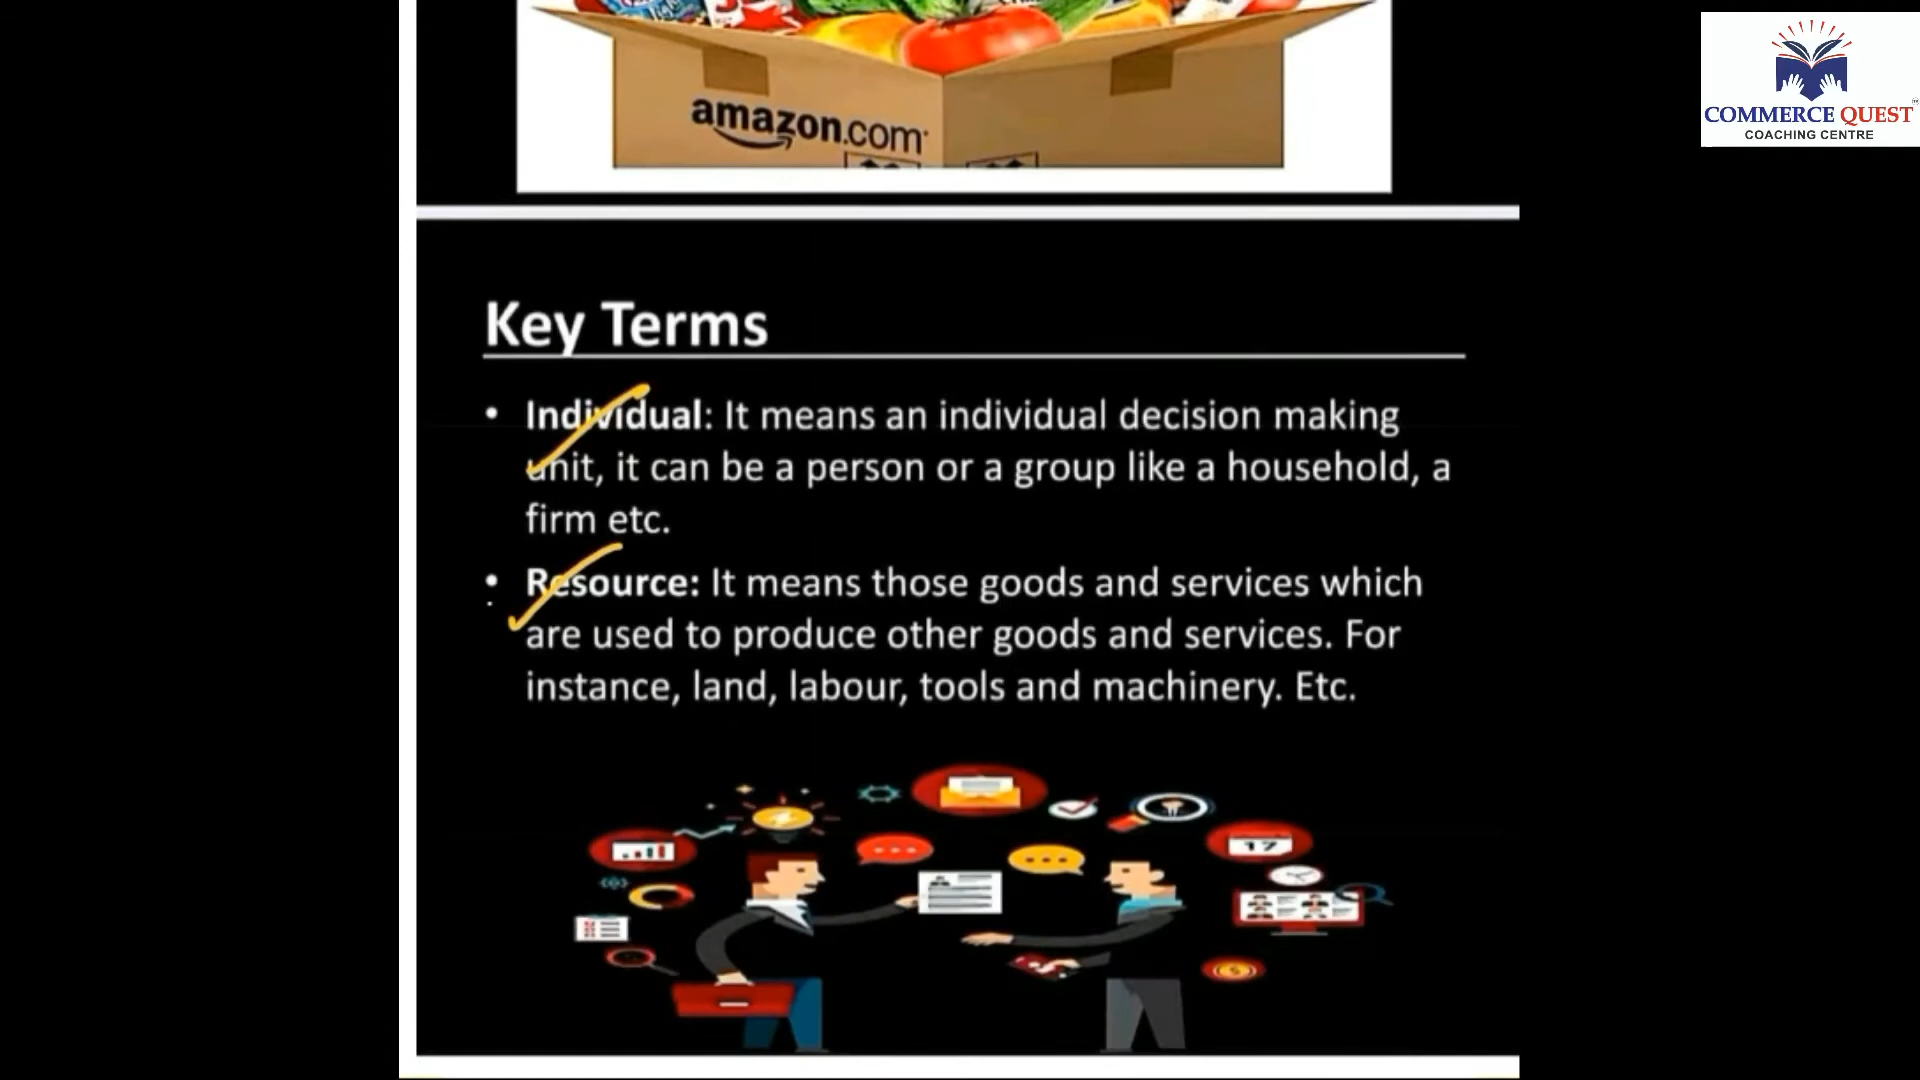 amazon.com
COMMERCE QUEST
COACHING CENTRE
Key Terms
• Individual: It means an individual decision making
unit, it can be a person or a group like a household, a
firm etc.
• Resource: It means those goods and services which
are used to produce other goods and services. For
instance, land, labour, tools and machinery. Etc.
17